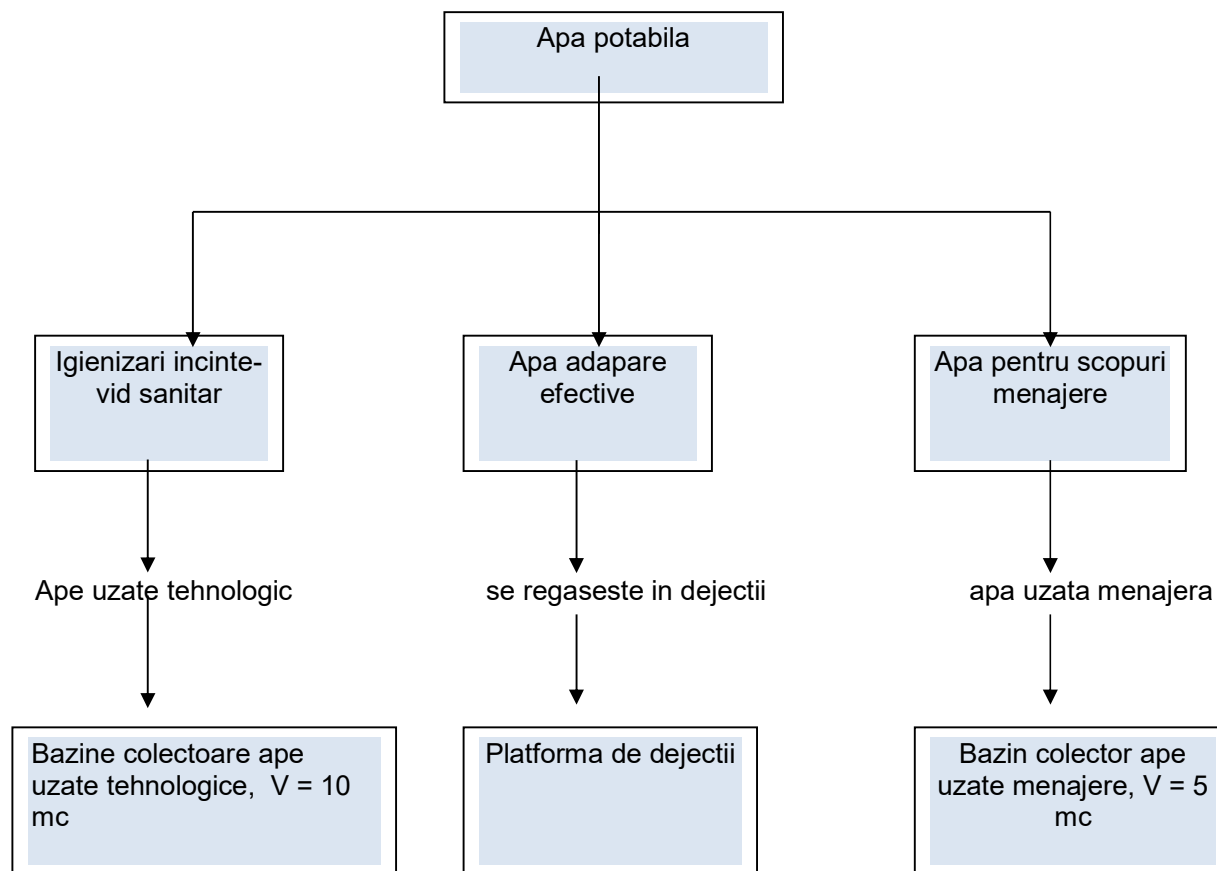 Apa potabila
Igienizari incinte-
vid sanitar
Apa adapare
efective
Apa pentru scopuri
menajere
Ape uzate tehnologic
se regaseste in dejectii
apa uzata menajera
Bazine colectoare ape
uzate tehnologice,  V = 10
mc
Platforma de dejectii
Bazin colector ape
uzate menajere, V = 5
mc